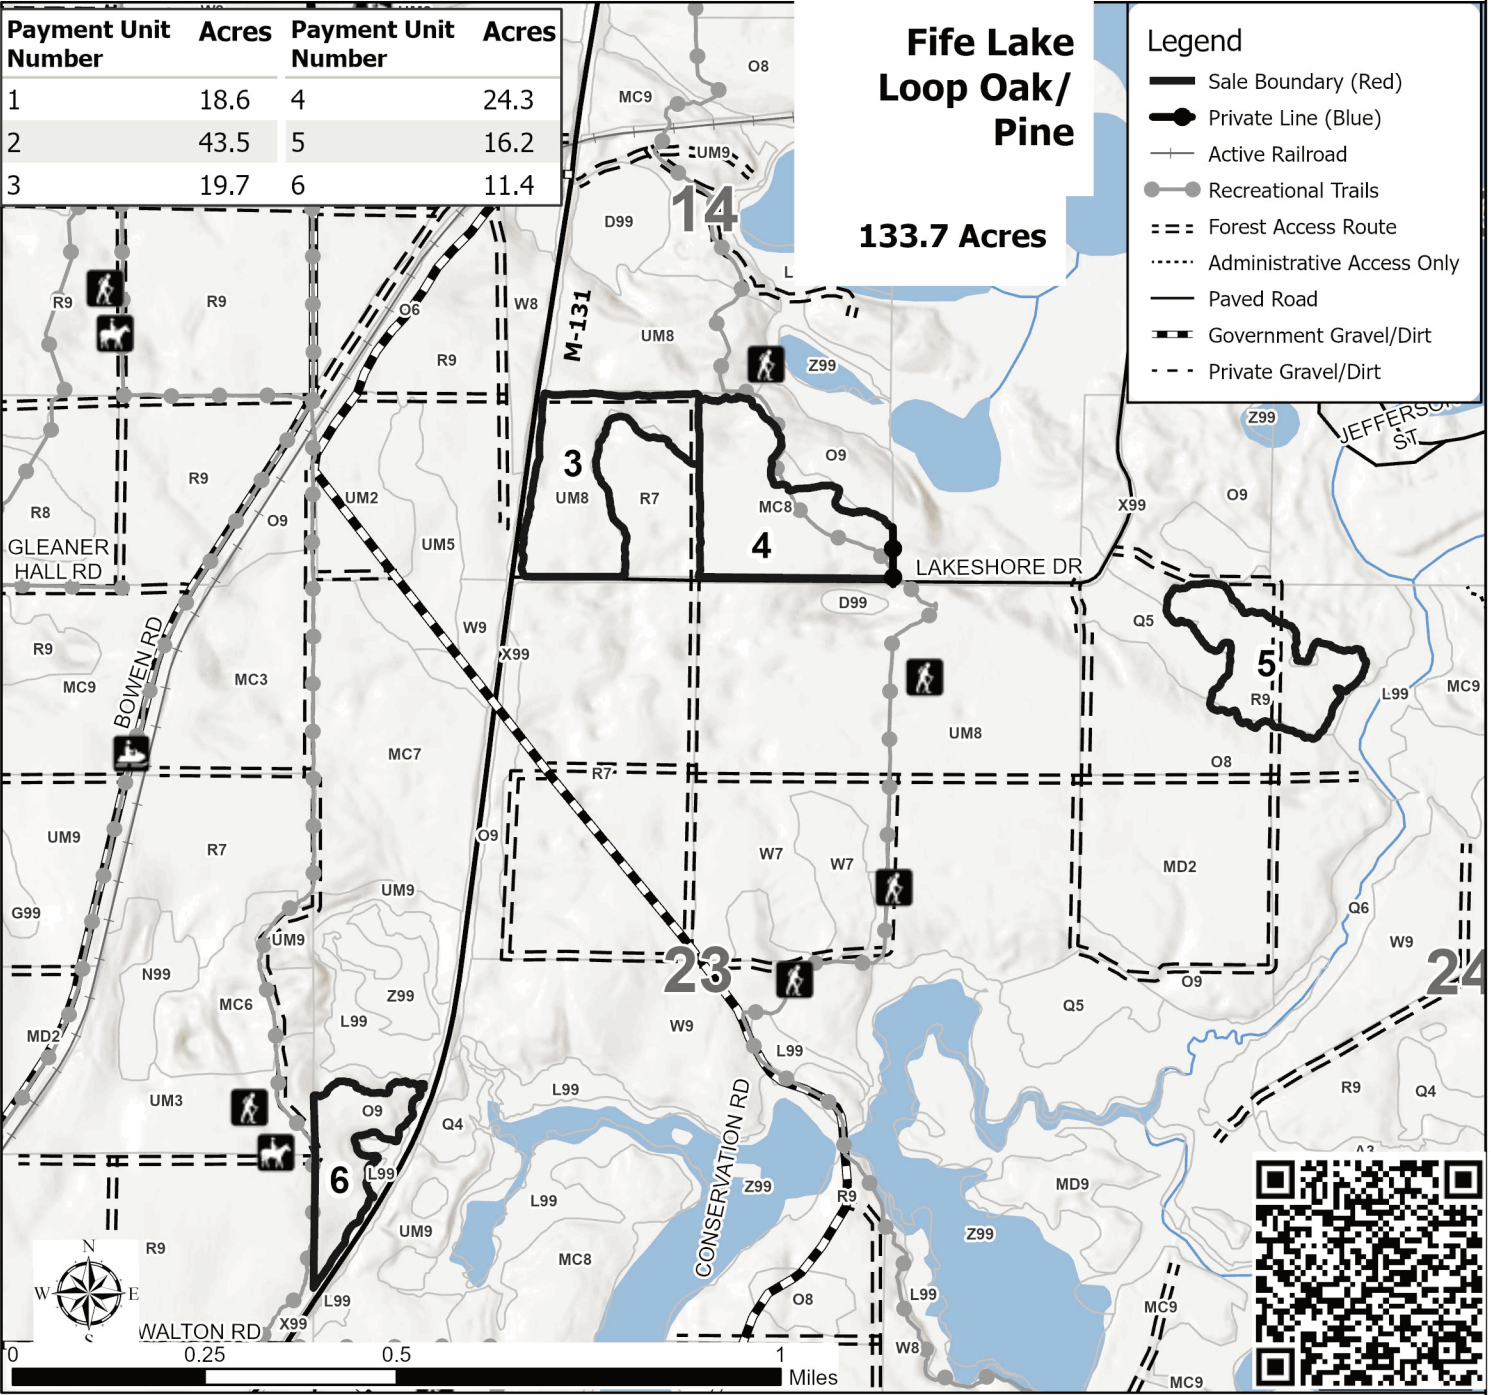 Payment Unit Number Acres Payment Unit Number Acres
1 18.6 4 24.3
2 43.5 5 16.2
3 19.7 6 11.4
Fife Lake
Loop Oak/
Pine
133.7 Acres
Legend
Sale Boundary (Red)
Private Line (Blue)
Active Railroad
Recreational Trails
Forest Access Route
Administrative Access Only
Paved Road
Government Gravel/Dirt
Private Gravel/Dirt
O8
MC9
UM9
14
D99
L
R9
R9
O6
W8
M-131
UM8
R9
Z99
Z99
JEFFERSON
ST
3
O9
R9
UM2
UM8
R7
MC8
O9
X99
R8
O9
4
UM5
GLEANER
HALL RD
LAKESHORE DR
D99
Q5
R9
W9
X99
5
MC9
MC3
BOWEN RD
R9
L99
MC9
UM8
MC7
R7
O8
UM9
R7
O9
W7
W7
MD2
UM9
G99
Q6
UM9
W9
N99
23
24
MC6
Z99
L99
O9
Q5
MD2
W9
L99
UM3
O9
L99
Q4
R9
Q4
CONSERVATION RD
A3
6
L99
L99
Z99
R9
MD9
UM9
Z99
N
R9
MC8
W E
S
L99
O8
L99
MC9
X99
WALTON RD
W8
MC9
0 0.25 0.5 1
Miles